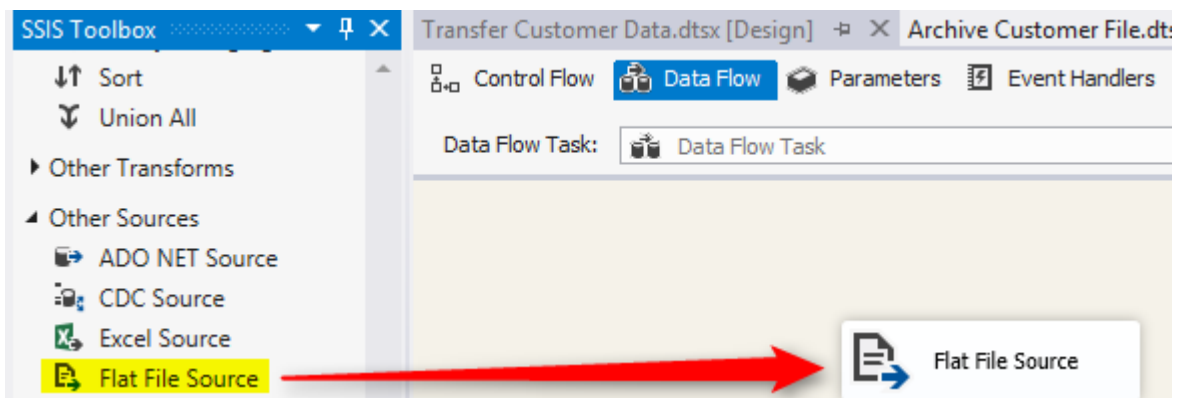 SSIS Toolbox
Sort
Union All
Other Transforms
Other Sources
ADO NET Source
CDC Source
Excel Source
Flat File Source
Transfer Customer Data.dtsx [Design] Archive Customer File.dts
Control Flow Data Flow Parameters Event Handlers
Data Flow Task: Data Flow Task
Flat File Source